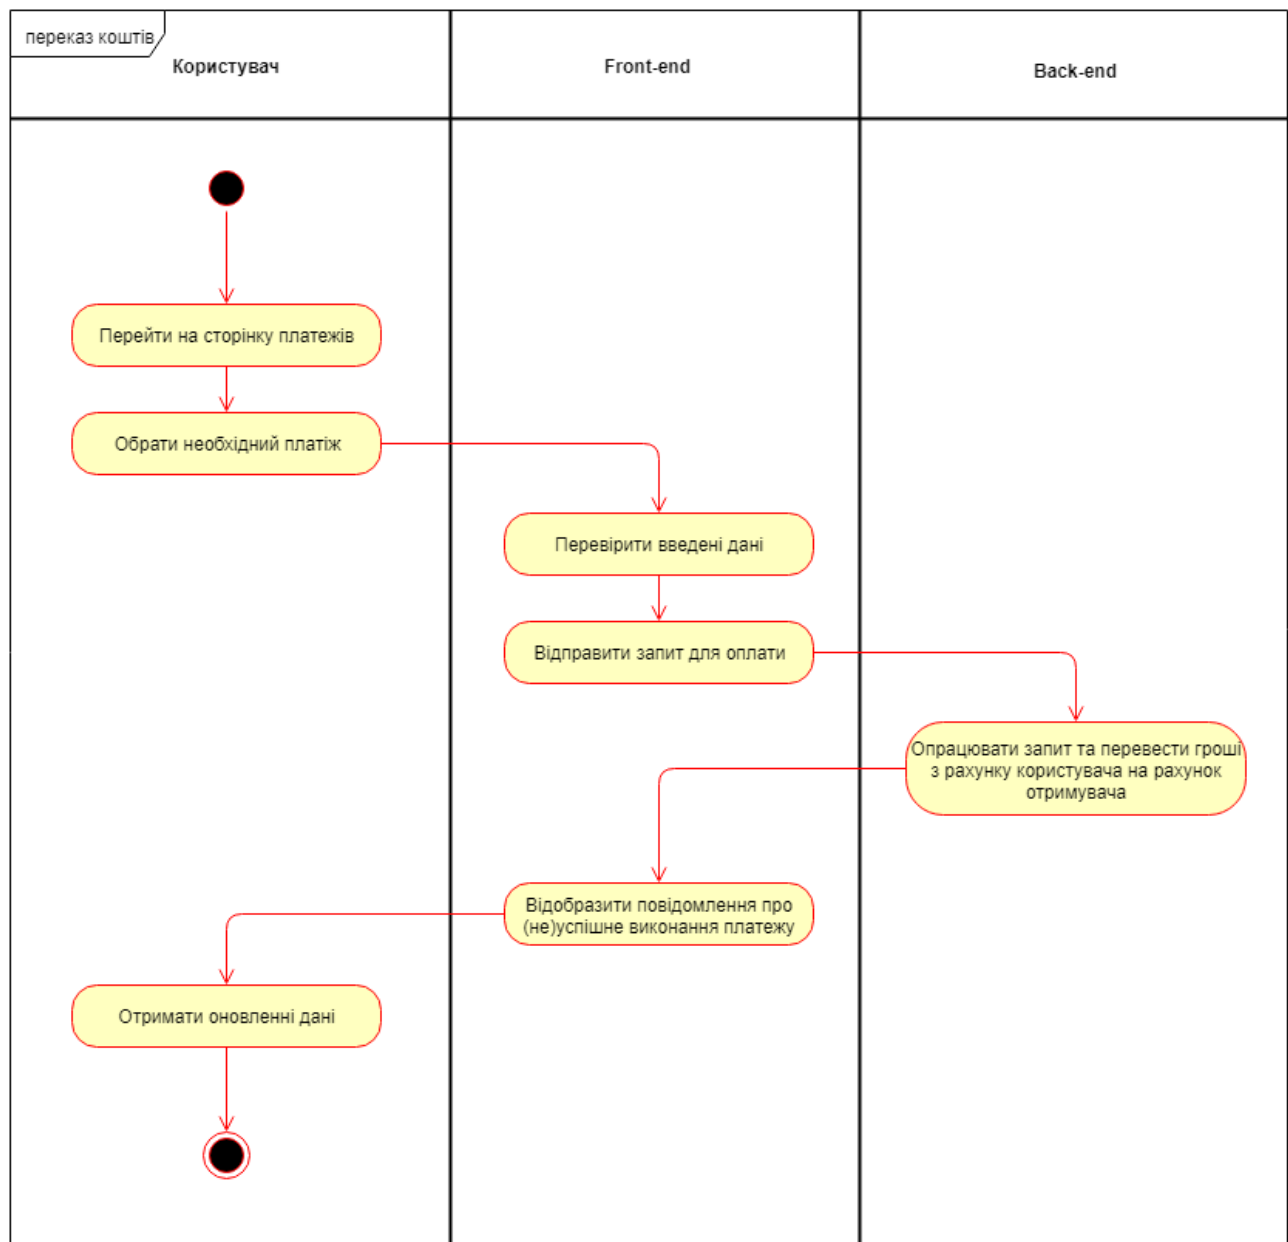 переказ коштів
Користувач
Front-end
Back-end
Перейти на сторінку платежів
Обрати необхідний платіж
Перевірити введені дані
Відправити запит для оплати
Опрацювати запит та перевести гроші
з рахунку користувача на рахунок
отримувача
Відобразити повідомлення про
(не)успішне виконання платежу
Отримати оновленні дані